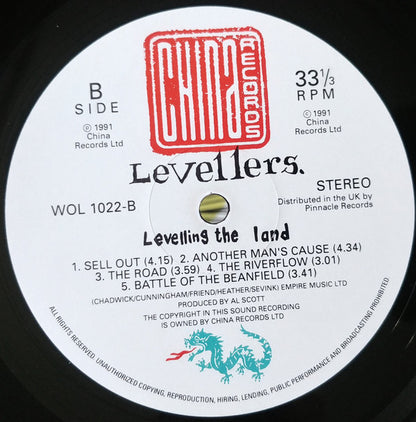 CHINA RECORDS
B
SIDE
33⅓
RPM
℗ 1991
China
Records Ltd
© 1991
China
Records Ltd
Levellers.
WOL 1022-B
STEREO
Distributed in the UK by
Pinnacle Records
Levelling the land
1. SELL OUT (4.15) 2. ANOTHER MAN'S CAUSE (4.34)
3. THE ROAD (3.59) 4. THE RIVERFLOW (3.01)
5. BATTLE OF THE BEANFIELD (3.41)
(CHADWICK/CUNNINGHAM/FRIEND/HEATHER/SEVINK) EMPIRE MUSIC LTD
PRODUCED BY AL SCOTT
THE COPYRIGHT IN THIS SOUND RECORDING
IS OWNED BY CHINA RECORDS LTD
ALL RIGHTS RESERVED. UNAUTHORIZED COPYING, REPRODUCTION, HIRING, LENDING, PUBLIC PERFORMANCE AND BROADCASTING PROHIBITED